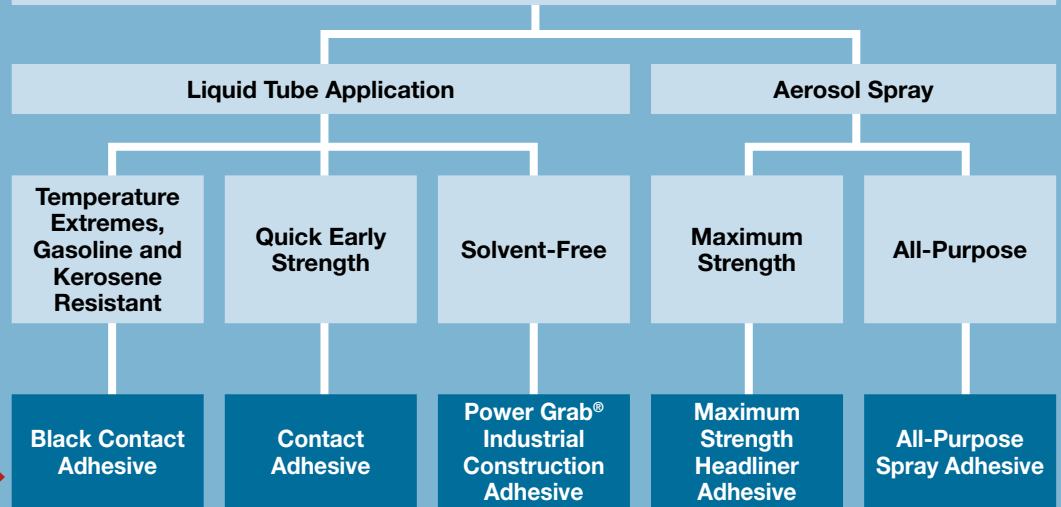 Liquid Tube Application
Aerosol Spray
Temperature
Extremes,
Gasoline and
Kerosene
Resistant
Quick Early
Strength
Solvent-Free
Maximum
Strength
All-Purpose
Black Contact
Adhesive
Contact
Adhesive
Power Grab®
Industrial
Construction
Adhesive
Maximum
Strength
Headliner
Adhesive
All-Purpose
Spray Adhesive